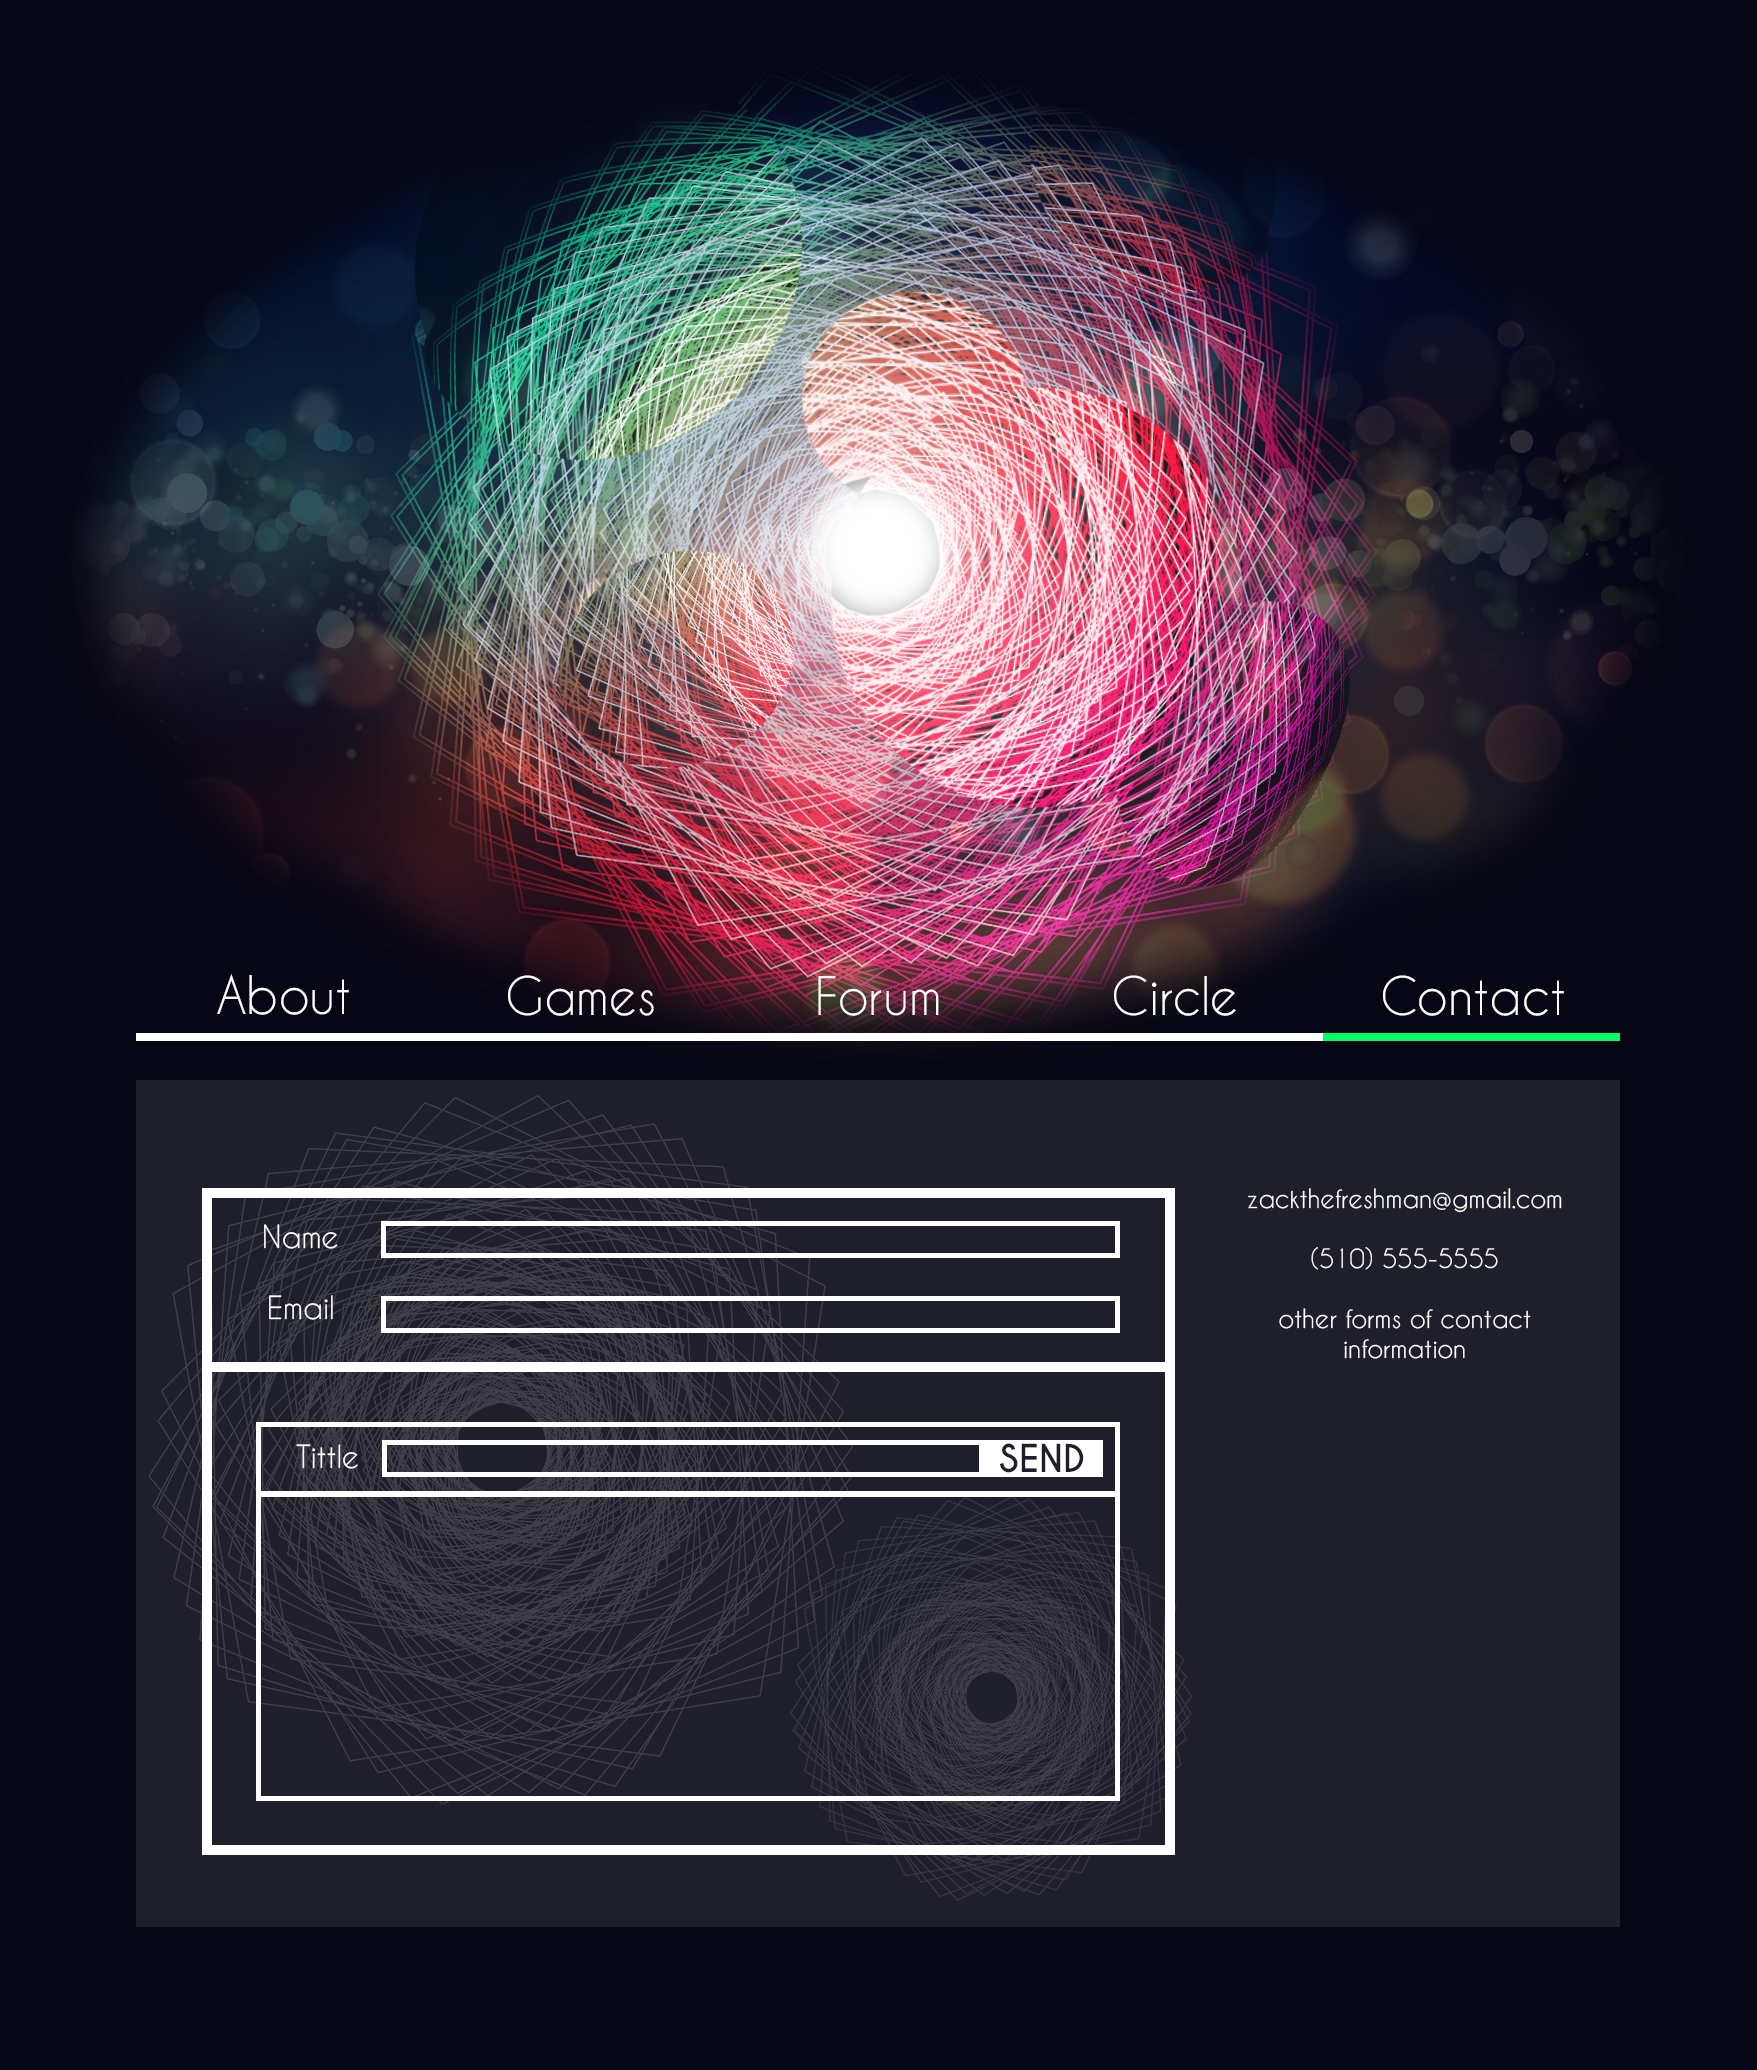 About Games Forum Circle Contact
Name
Email
Tittle SEND
zackthefreshman@gmail.com
(510) 555-5555
other forms of contact
information